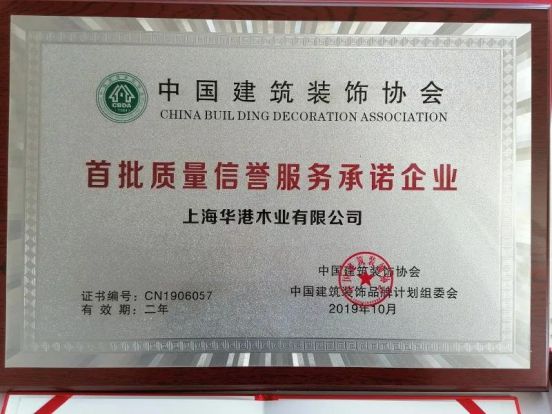 中国建筑装饰协会
CHINA BUILDING DECORATION ASSOCIATION
CBDA
首批质量信誉服务承诺企业
上海华港木业有限公司
中国建筑装饰协会
证书编号：CN1906057
中国建筑装饰品牌计划组委会
有效期：二年
2019年10月